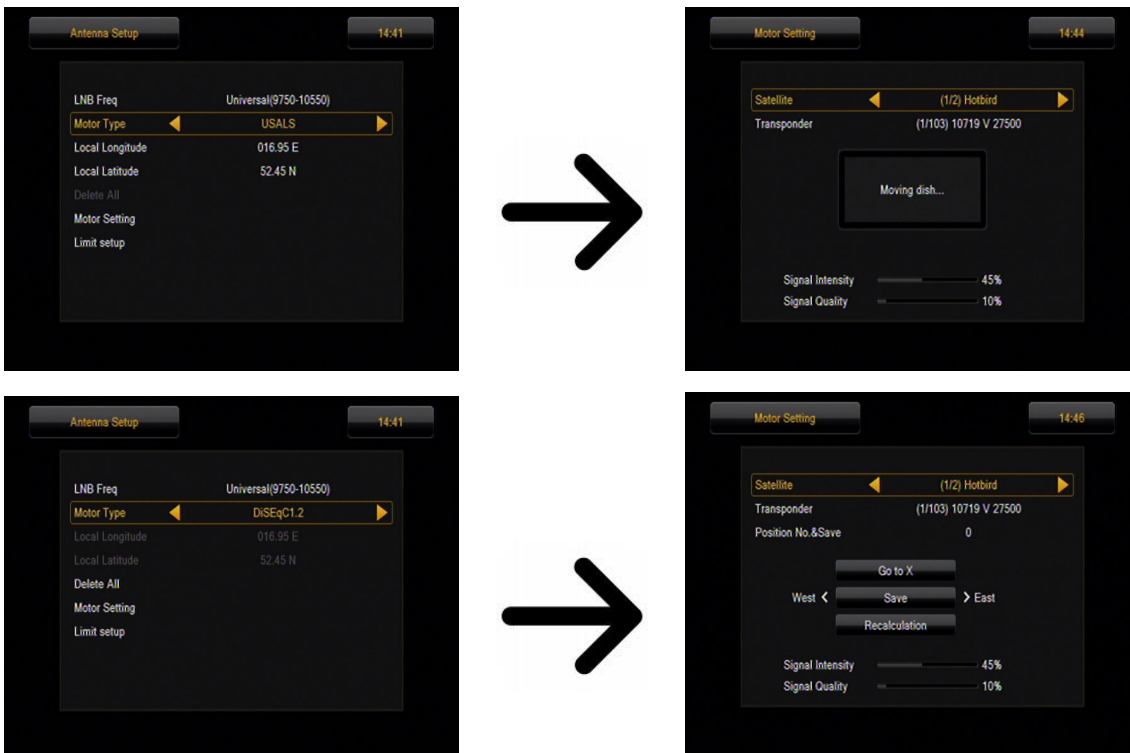 Antenna Setup 14:41
LNB Freq Universal(9750-10550)
Motor Type USALS
Local Longitude 016.95 E
Local Latitude 52.45 N
Delete All
Motor Setting
Limit setup
Motor Setting 14:44
Satellite (1/2) Hotbird
Transponder (1/103) 10719 V 27500
Moving dish...
Signal Intensity 45%
Signal Quality 10%
Antenna Setup 14:41
LNB Freq Universal(9750-10550)
Motor Type DiSEqC1.2
Local Longitude 016.95 E
Local Latitude 52.45 N
Delete All
Motor Setting
Limit setup
Motor Setting 14:46
Satellite (1/2) Hotbird
Transponder (1/103) 10719 V 27500
Position No.&Save 0
Go to X
West < Save > East
Recalculation
Signal Intensity 45%
Signal Quality 10%